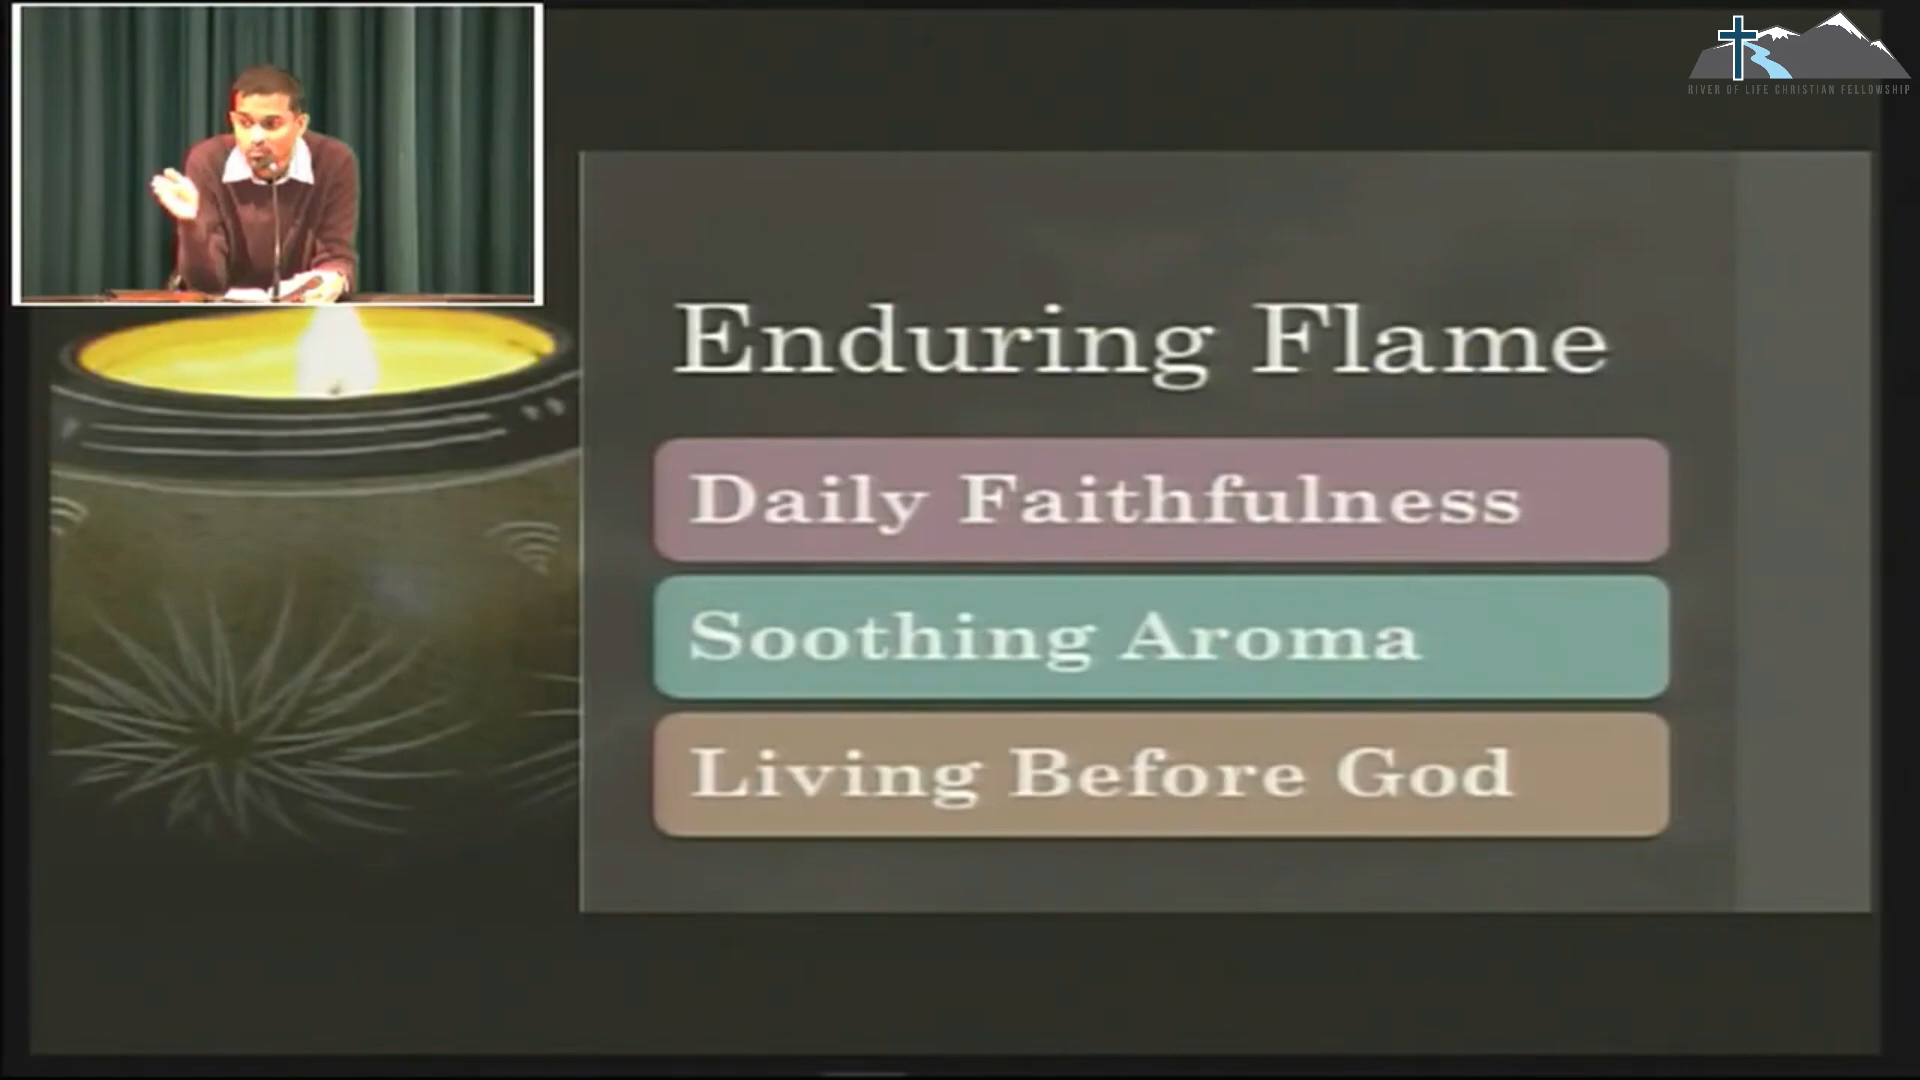 RIVER OF LIFE CHRISTIAN FELLOWSHIP
Enduring Flame
Daily Faithfulness
Soothing Aroma
Living Before God